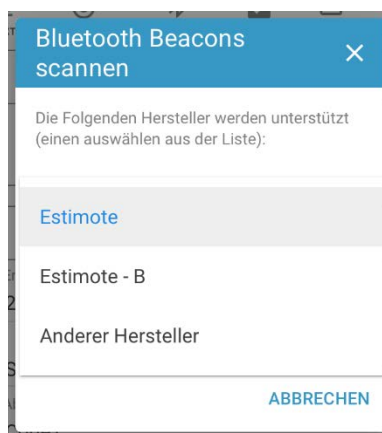 Bluetooth Beacons
scannen
Die Folgenden Hersteller werden unterstützt
(einen auswählen aus der Liste):
Estimote
Estimote - B
Anderer Hersteller
ABBRECHEN